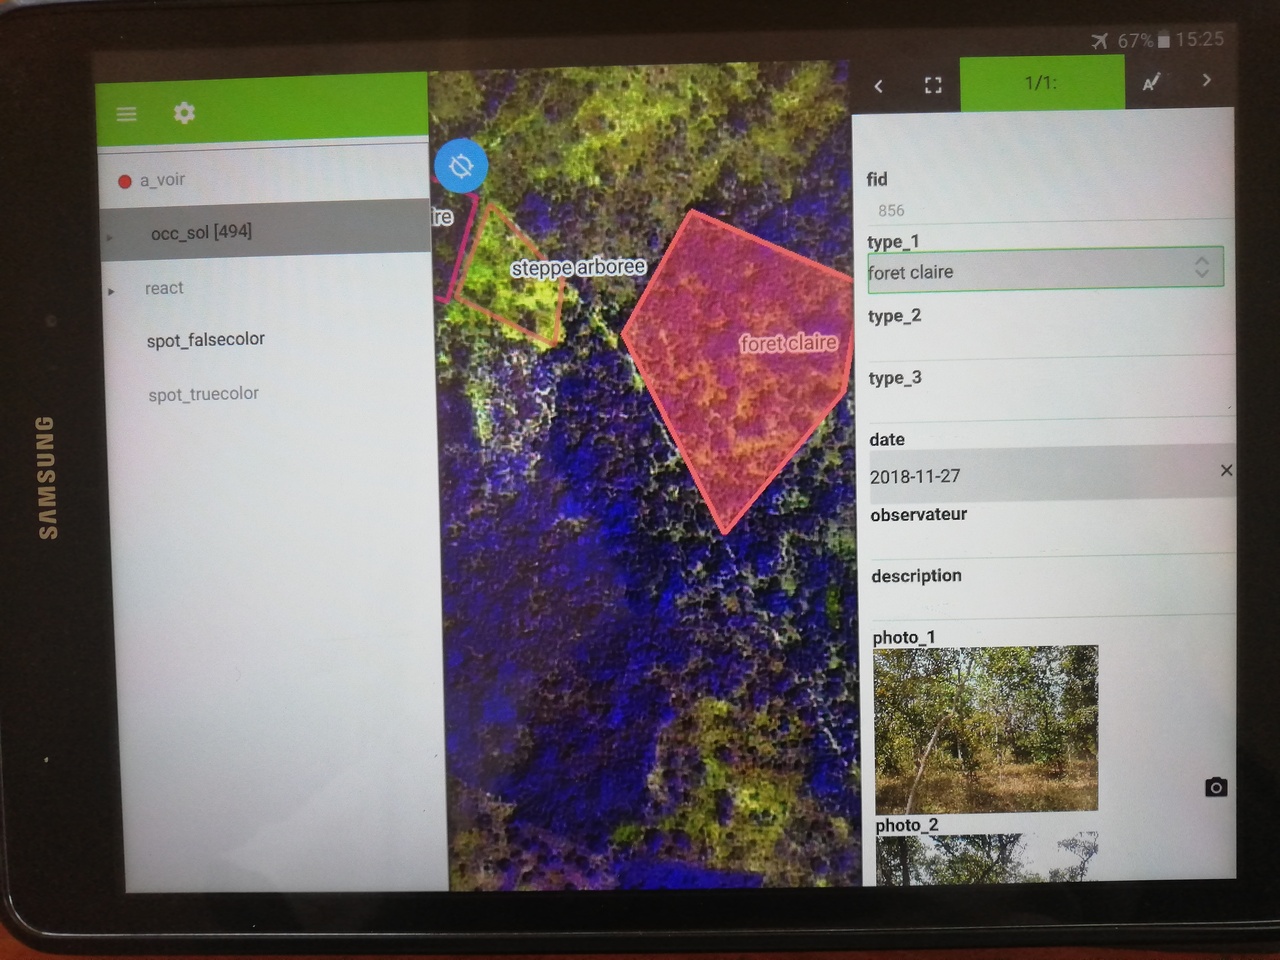 67% 15:25
1/1:
a_voir
occ_sol [494]
react
spot_falsecolor
spot_truecolor
SAMSUNG
ire
steppe arboree
foret claire
fid
856
type_1
foret claire
type_2
type_3
date
2018-11-27
observateur
description
photo_1
photo_2